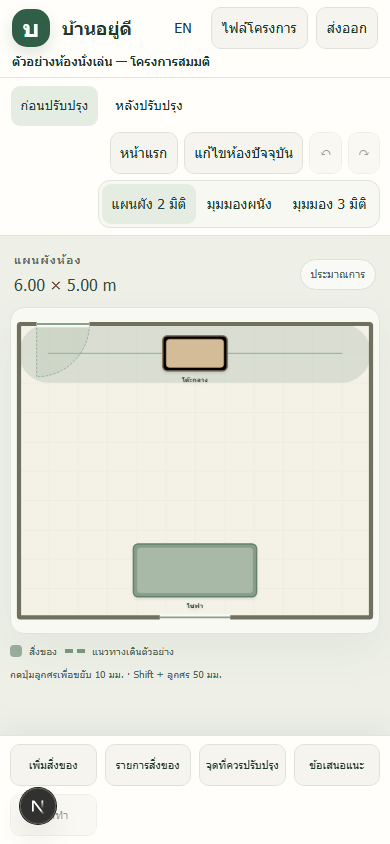 บ บ้านอยู่ดี EN ไฟล์โครงการ ส่งออก
ตัวอย่างห้องนั่งเล่น — โครงการสมมติ
ก่อนปรับปรุง หลังปรับปรุง
หน้าแรก แก้ไขห้องปัจจุบัน
แผนผัง 2 มิติ มุมมองผนัง มุมมอง 3 มิติ
แผนผังห้อง
6.00 × 5.00 m ประมาณการ
โต๊ะกลาง
โซฟา
สิ่งของ แนวทางเดินตัวอย่าง
กดปุ่มลูกศรเพื่อขยับ 10 มม. · Shift + ลูกศร 50 มม.
เพิ่มสิ่งของ รายการสิ่งของ จุดที่ควรปรับปรุง ข้อเสนอแนะ
N